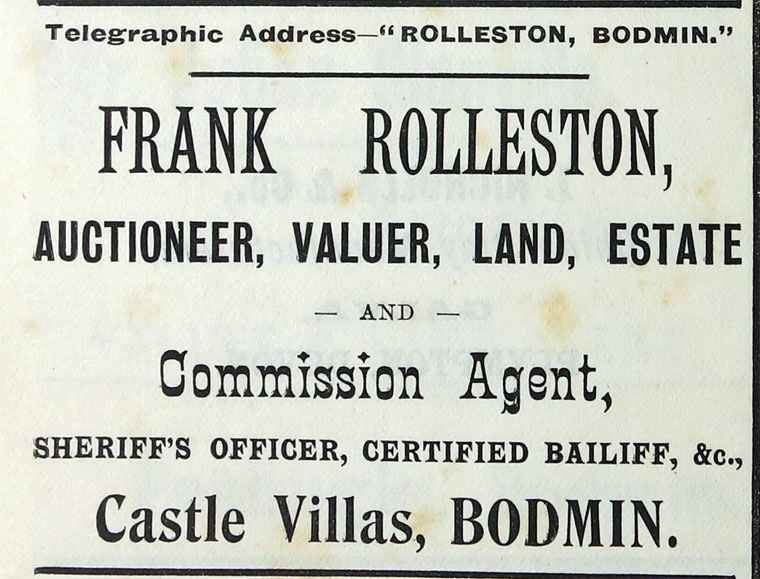 Telegraphic Address—“ROLLESTON, BODMIN.”
FRANK ROLLESTON,
AUCTIONEER, VALUER, LAND, ESTATE
— AND —
Commission Agent,
SHERIFF'S OFFICER, CERTIFIED BAILIFF, &c.,
Castle Villas, BODMIN.